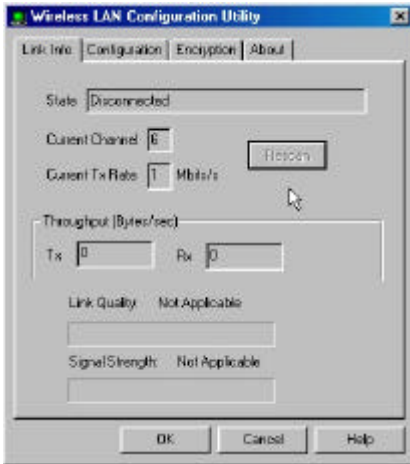 Wireless LAN Configuration Utility
Link Info Configuration Encryption About
State Disconnected
Current Channel 6
Rescan
Current Tx Rate 1 Mbits/s
Throughput (Bytes/sec)
Tx 0 Rx 0
Link Quality: Not Applicable
Signal Strength: Not Applicable
OK Cancel Help